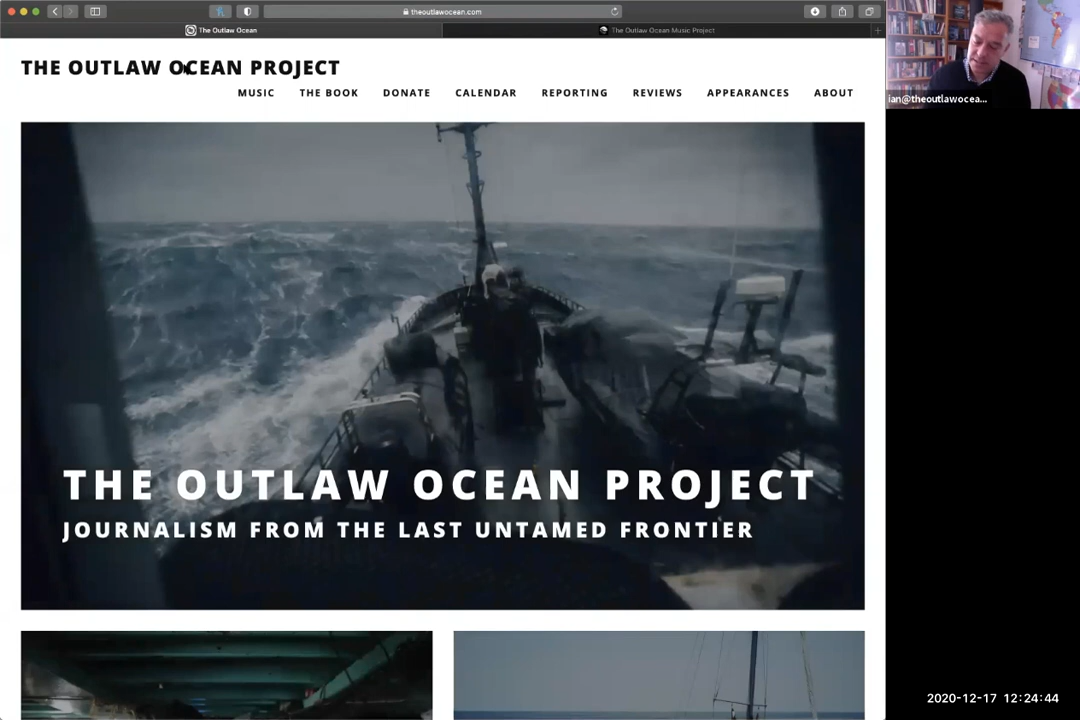 theoutlawocean.com
The Outlaw Ocean
The Outlaw Ocean Music Project
THE OUTLAW OCEAN PROJECT
MUSIC THE BOOK DONATE CALENDAR REPORTING REVIEWS APPEARANCES ABOUT
ian@theoutlawocea...
THE OUTLAW OCEAN PROJECT
JOURNALISM FROM THE LAST UNTAMED FRONTIER
2020-12-17 12:24:44